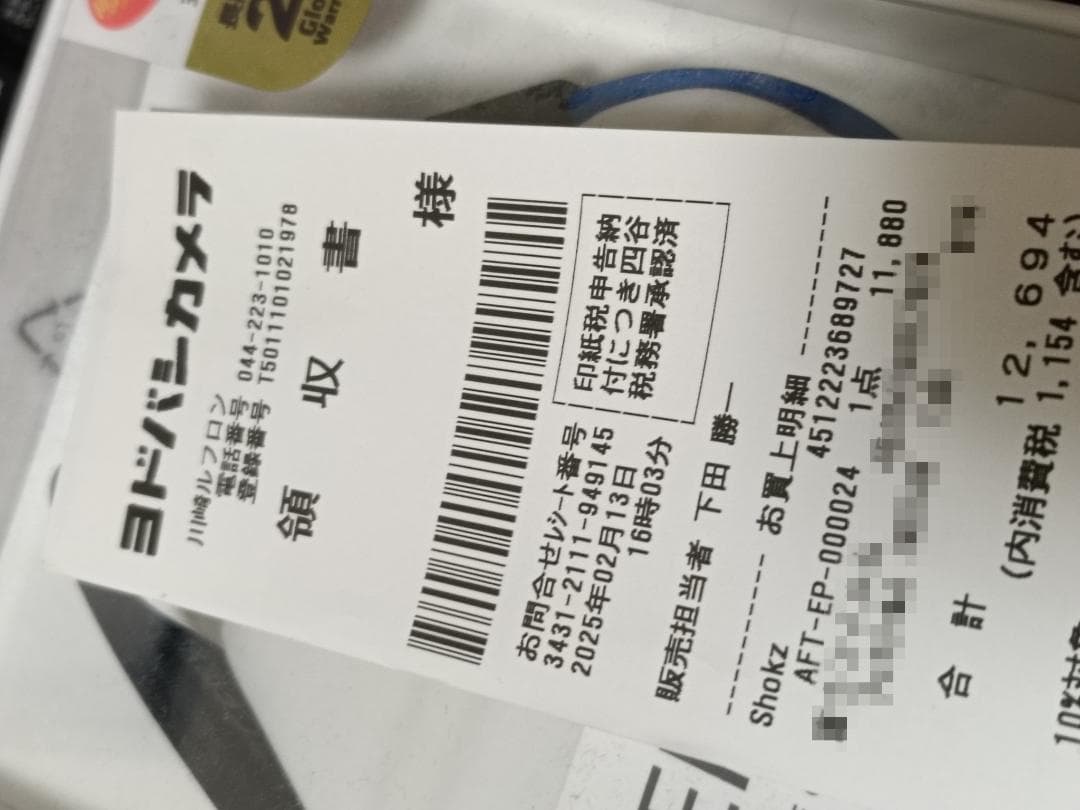 ヨドバシカメラ
川崎ルフロン
電話番号 044-223-1010
登録番号 T5011101021978
領 収 書
様
印紙税申告納
付につき四谷
税務署承認済
お問合せレシート番号
3431-2111-949145
2025年02月13日
16時03分
販売担当者 下田 勝一
お買上明細
Shokz 4512223689727
AFT-EP-000024 1点 11,880
合 計 12,694
(内消費税 1,154 含む)
10%対象